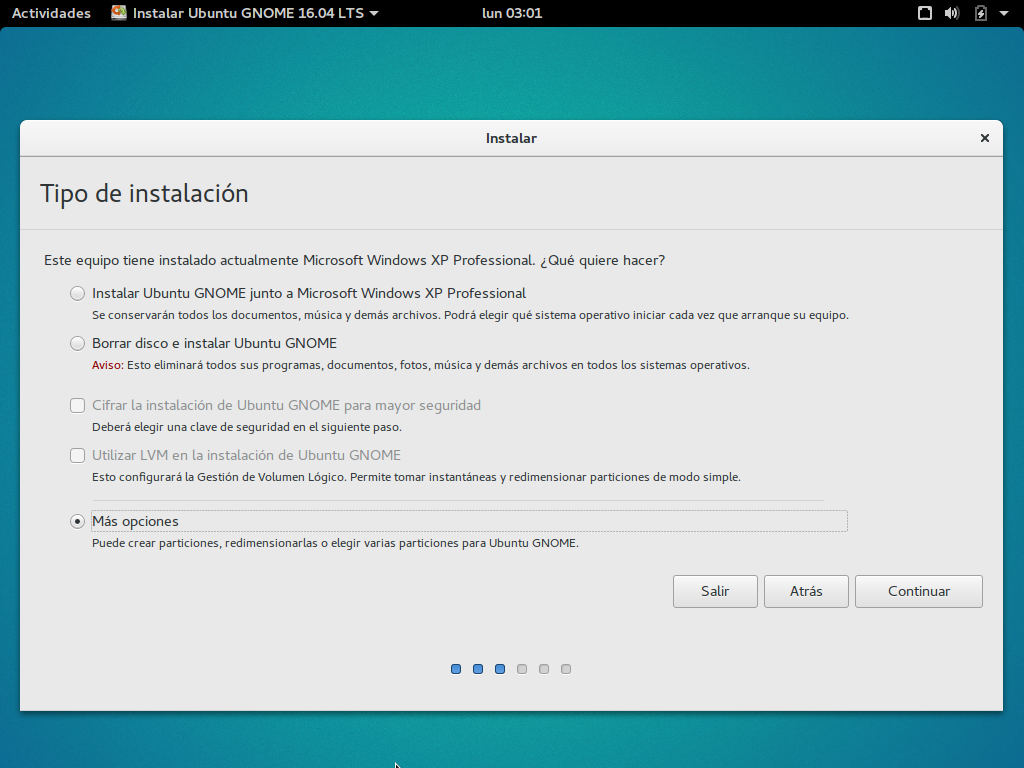 Actividades Instalar Ubuntu GNOME 16.04 LTS lun 03:01
Instalar
Tipo de instalación
Este equipo tiene instalado actualmente Microsoft Windows XP Professional. ¿Qué quiere hacer?
Instalar Ubuntu GNOME junto a Microsoft Windows XP Professional
Se conservarán todos los documentos, música y demás archivos. Podrá elegir qué sistema operativo iniciar cada vez que arranque su equipo.
Borrar disco e instalar Ubuntu GNOME
Aviso: Esto eliminará todos sus programas, documentos, fotos, música y demás archivos en todos los sistemas operativos.
Cifrar la instalación de Ubuntu GNOME para mayor seguridad
Deberá elegir una clave de seguridad en el siguiente paso.
Utilizar LVM en la instalación de Ubuntu GNOME
Esto configurará la Gestión de Volumen Lógico. Permite tomar instantáneas y redimensionar particiones de modo simple.
Más opciones
Puede crear particiones, redimensionarlas o elegir varias particiones para Ubuntu GNOME.
Salir Atrás Continuar